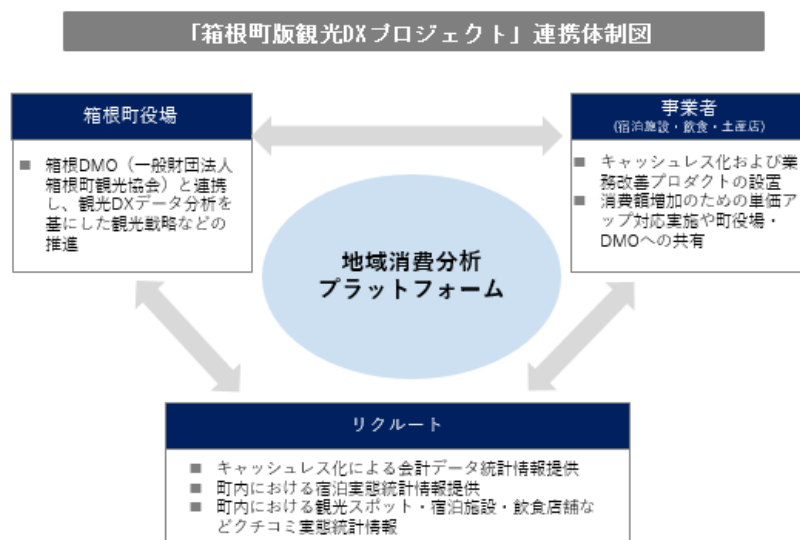 「箱根町版観光DXプロジェクト」連携体制図
箱根町役場
■ 箱根DMO（一般財団法人
箱根町観光協会）と連携
し、観光DXデータ分析を
基にした観光戦略などの
推進
事業者
(宿泊施設・飲食・土産店)
■ キャッシュレス化および業
務改善プロダクトの設置
■ 消費額増加のための単価ア
ップ対応実施や町役場・
DMOへの共有
地域消費分析
プラットフォーム
リクルート
■ キャッシュレス化による会計データ統計情報提供
■ 町内における宿泊実態統計情報提供
■ 町内における観光スポット・宿泊施設・飲食店舗な
どクチコミ実態統計情報